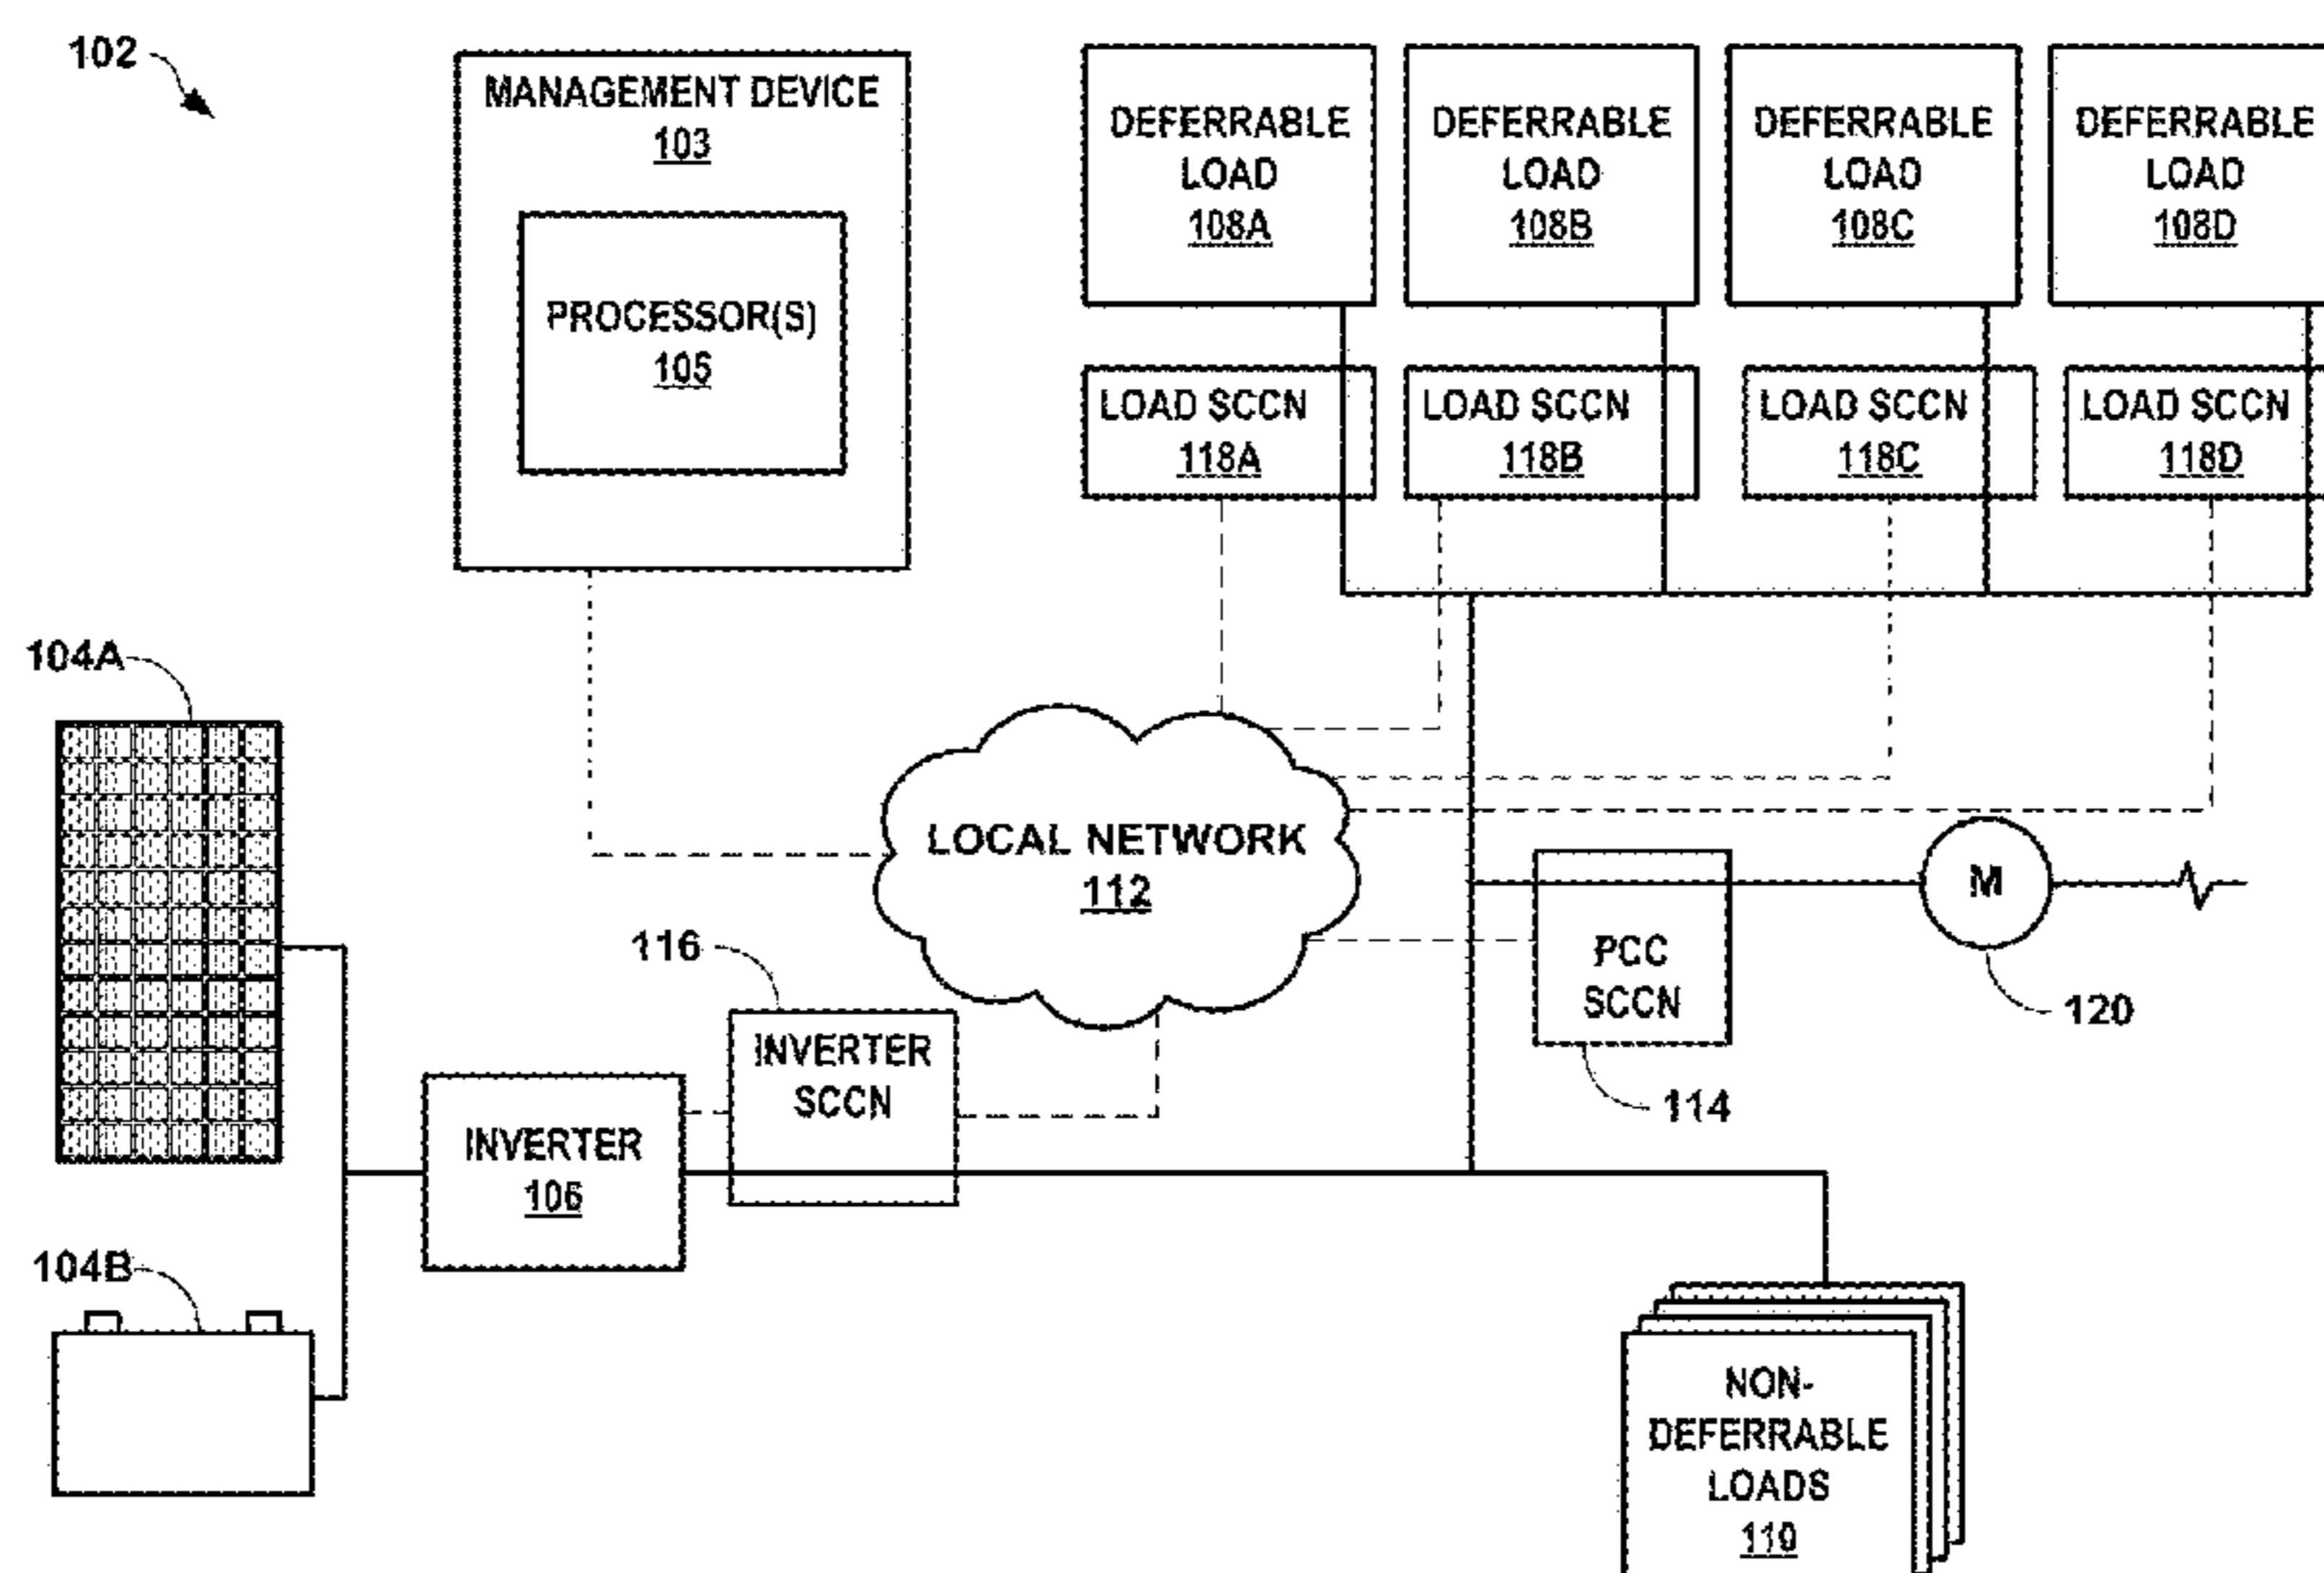 102
MANAGEMENT DEVICE
103
PROCESSOR(S)
105
DEFERRABLE
LOAD
108A
DEFERRABLE
LOAD
108B
DEFERRABLE
LOAD
108C
DEFERRABLE
LOAD
108D
LOAD SCCN
118A
LOAD SCCN
118B
LOAD SCCN
118C
LOAD SCCN
118D
104A
LOCAL NETWORK
112
M
120
PCC
SCCN
114
116
INVERTER
SCCN
INVERTER
106
104B
NON-
DEFERRABLE
LOADS
110